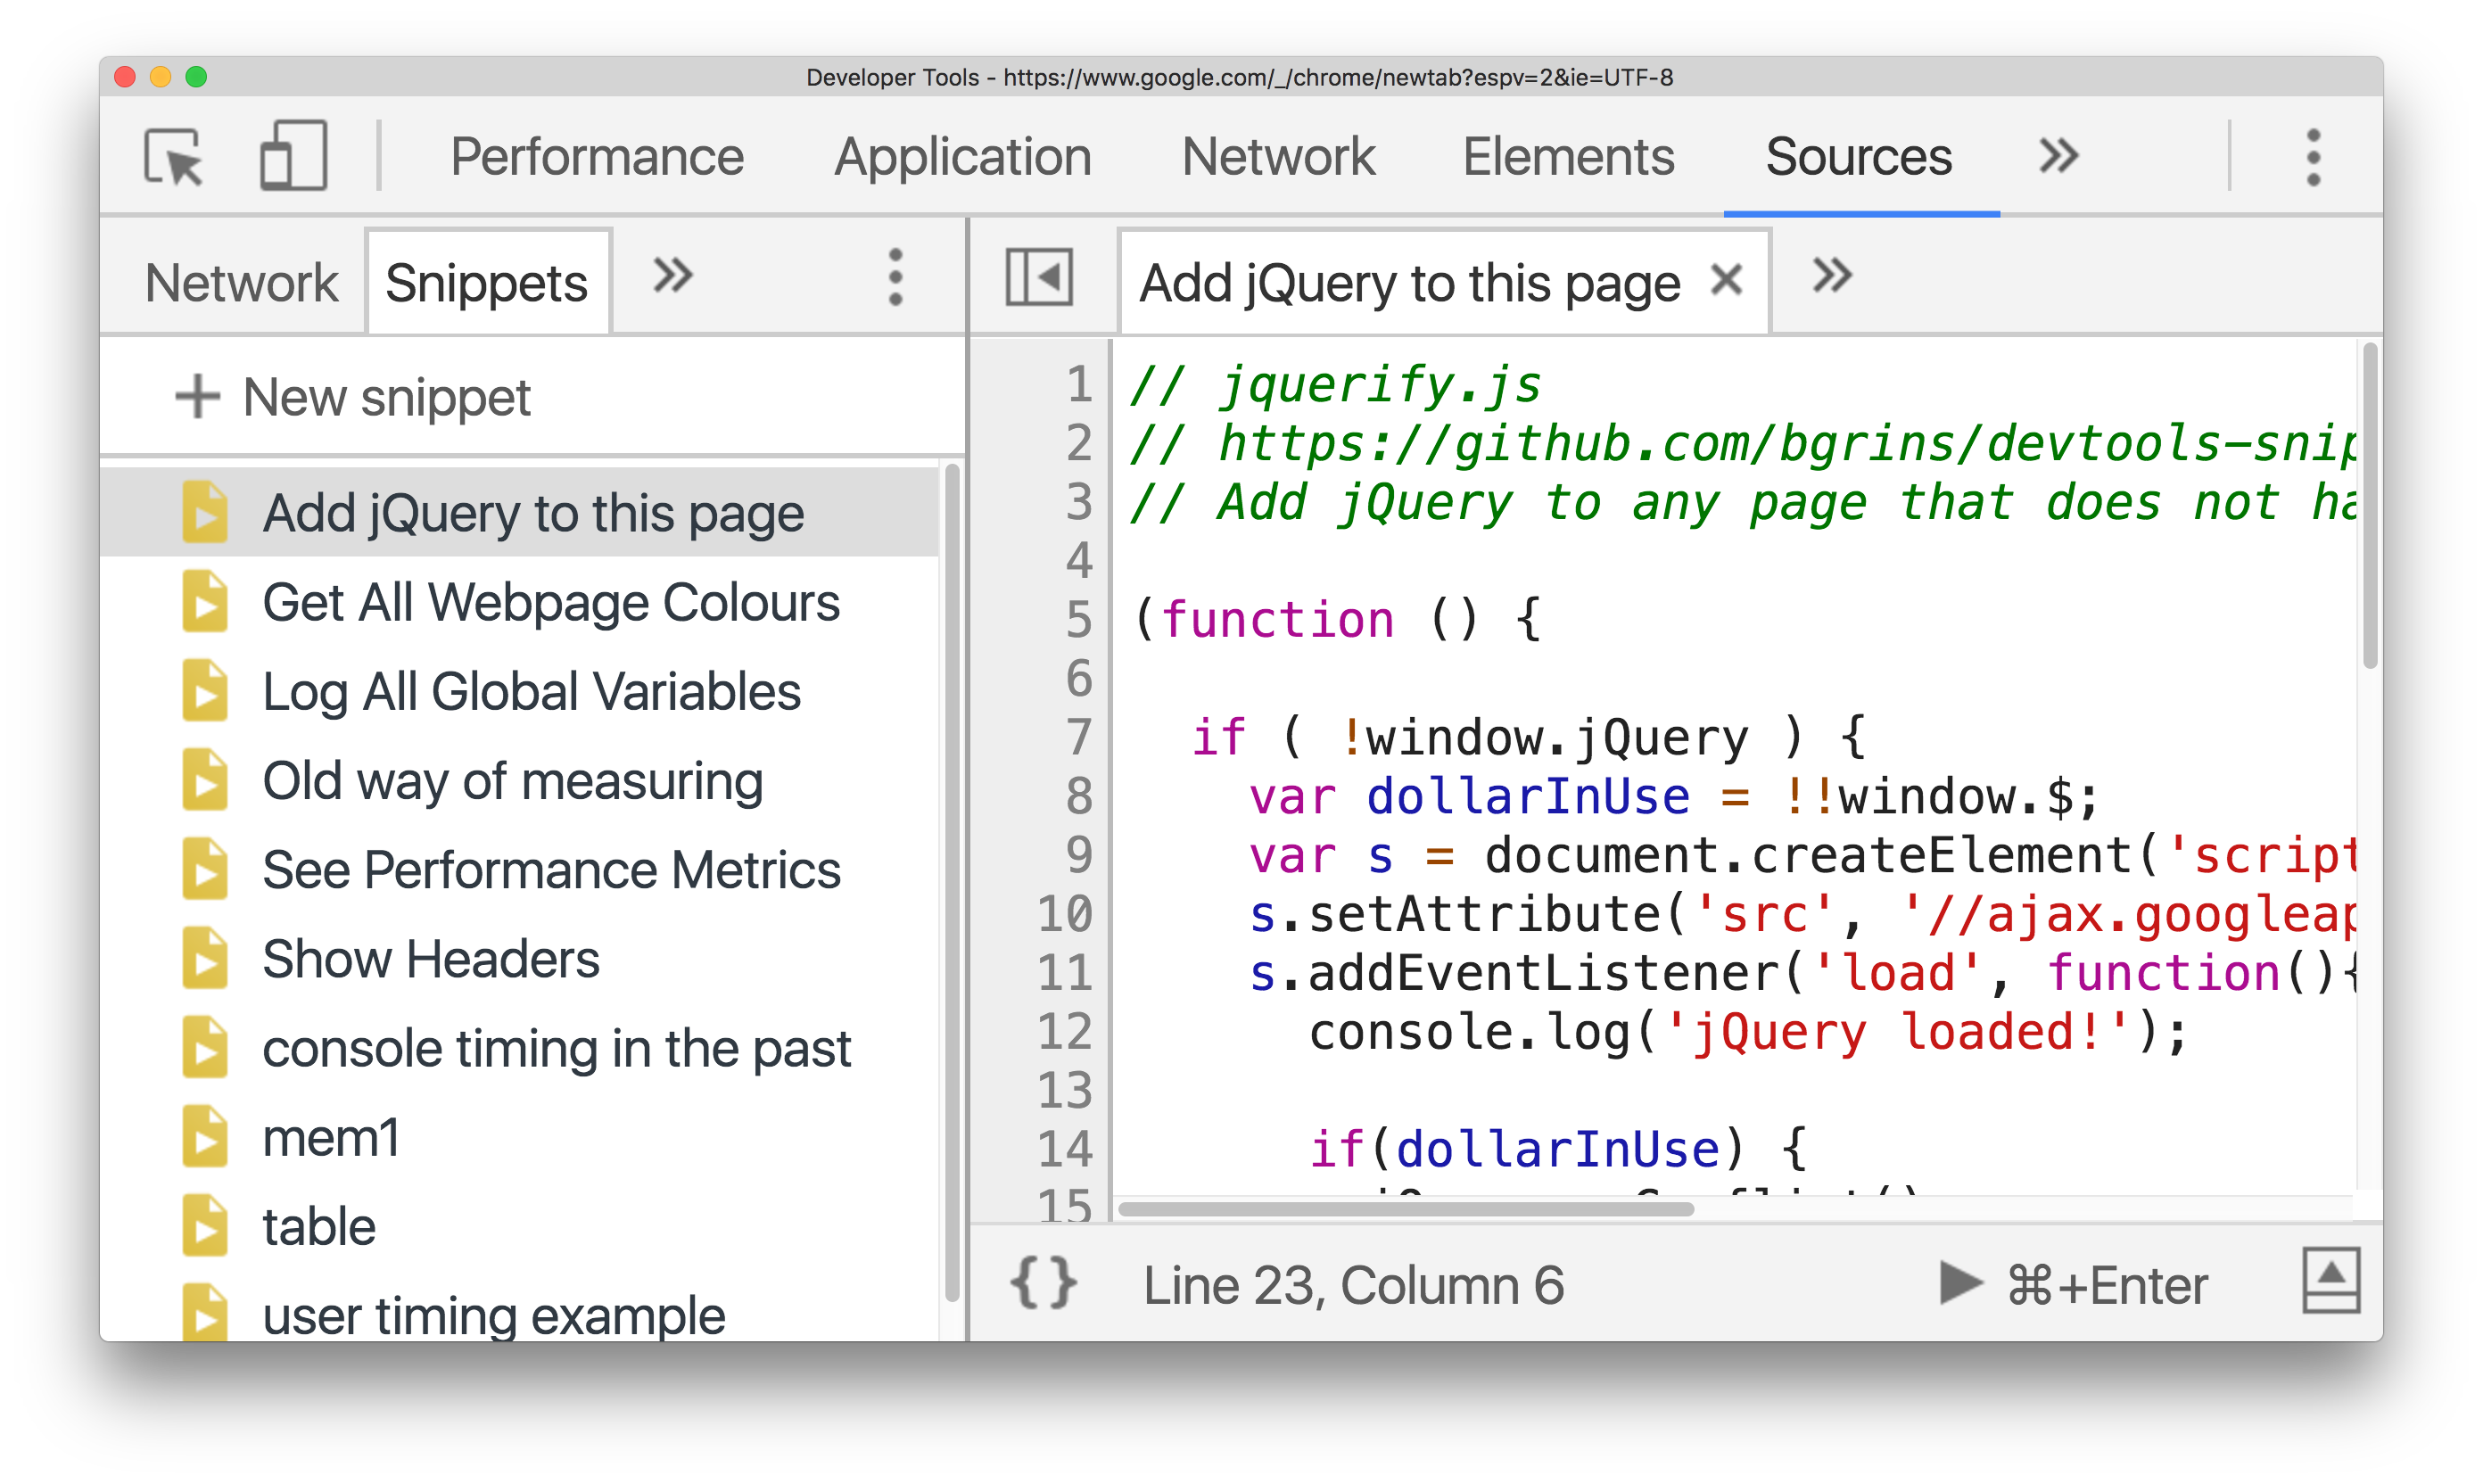 Developer Tools - https://www.google.com/_/chrome/newtab?espv=2&ie=UTF-8
Performance Application Network Elements Sources »
Network Snippets »
Add jQuery to this page × »
+ New snippet
Add jQuery to this page
Get All Webpage Colours
Log All Global Variables
Old way of measuring
See Performance Metrics
Show Headers
console timing in the past
mem1
table
user timing example
1 // jquerify.js
2 // https://github.com/bgrins/devtools-snip
3 // Add jQuery to any page that does not ha
4
5 (function () {
6
7 if ( !window.jQuery ) {
8 var dollarInUse = !!window.$;
9 var s = document.createElement('script
10 s.setAttribute('src', '//ajax.googleap
11 s.addEventListener('load', function(){
12 console.log('jQuery loaded!');
13
14 if(dollarInUse) {
15
{} Line 23, Column 6 ⌘+Enter